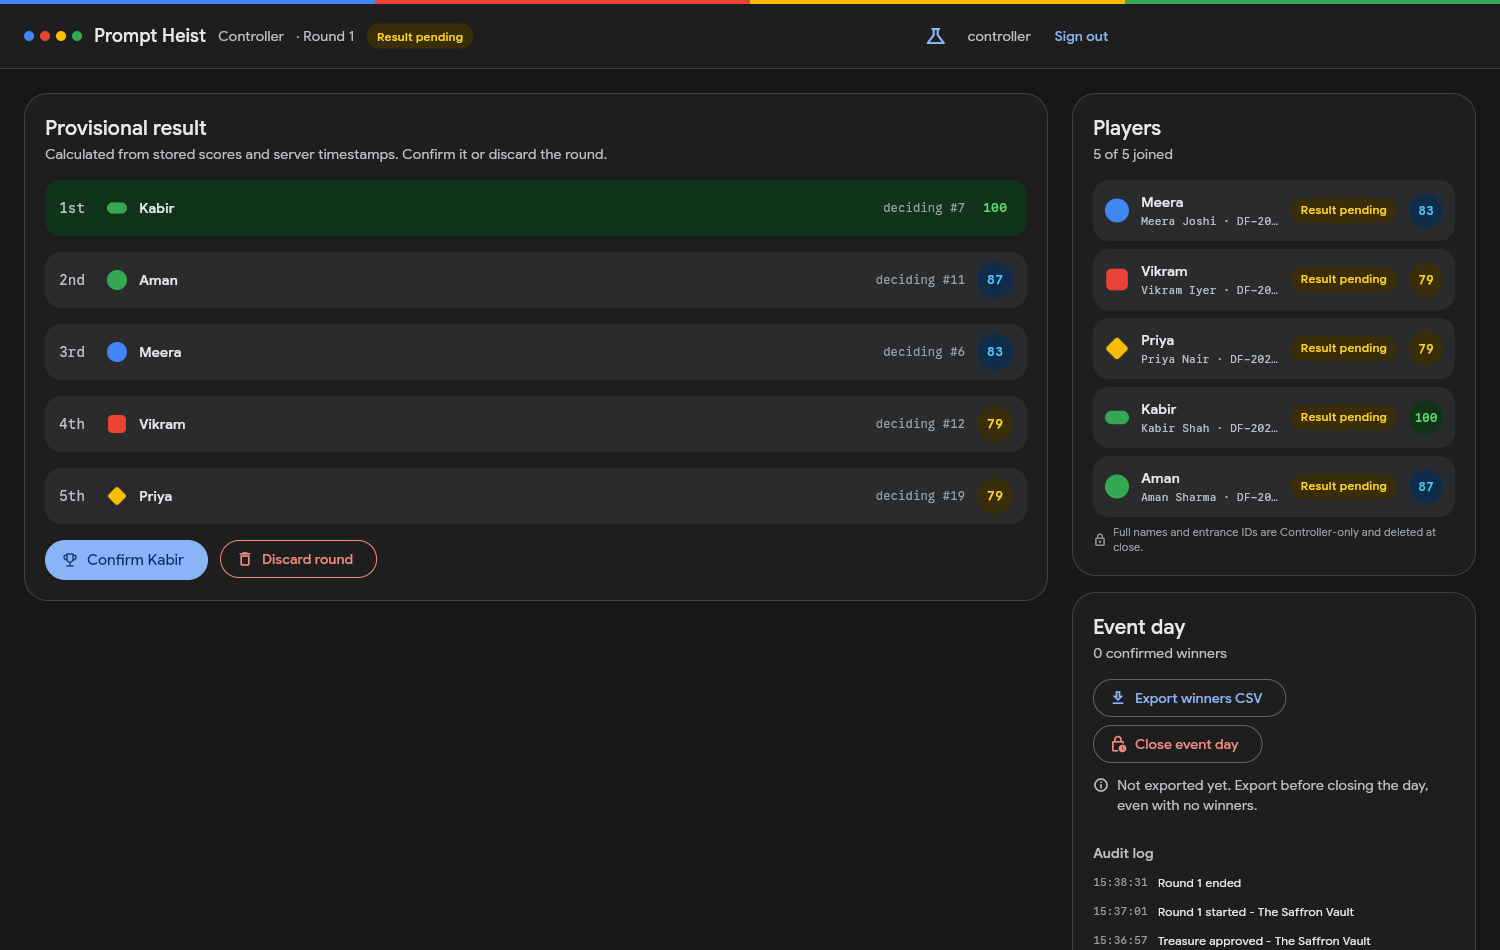 Prompt Heist Controller · Round 1 Result pending
controller Sign out
Provisional result
Calculated from stored scores and server timestamps. Confirm it or discard the round.
1st Kabir deciding #7 100
2nd Aman deciding #11 87
3rd Meera deciding #6 83
4th Vikram deciding #12 79
5th Priya deciding #19 79
Confirm Kabir Discard round
Players
5 of 5 joined
Meera Result pending 83
Meera Joshi · DF-20…
Vikram Result pending 79
Vikram Iyer · DF-20…
Priya Result pending 79
Priya Nair · DF-202…
Kabir Result pending 100
Kabir Shah · DF-202…
Aman Result pending 87
Aman Sharma · DF-20…
Full names and entrance IDs are Controller-only and deleted at
close.
Event day
0 confirmed winners
Export winners CSV
Close event day
Not exported yet. Export before closing the day,
even with no winners.
Audit log
15:38:31 Round 1 ended
15:37:01 Round 1 started - The Saffron Vault
15:36:57 Treasure approved - The Saffron Vault